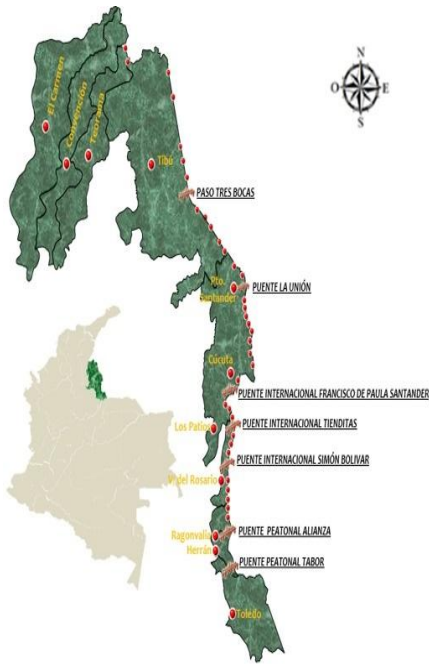 N
O
E
S
El Carmen
Convención
Teorama
Tibú
PASO TRES BOCAS
Pto.
Santander
PUENTE LA UNIÓN
Cúcuta
PUENTE INTERNACIONAL FRANCISCO DE PAULA SANTANDER
Los Patios
PUENTE INTERNACIONAL TIENDITAS
PUENTE INTERNACIONAL SIMÓN BOLIVAR
V. del Rosario
PUENTE PEATONAL ALIANZA
Ragonvalia
Herrán
PUENTE PEATONAL TABOR
Toledo